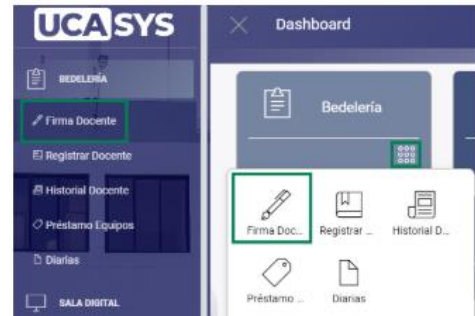 UCASYS
BEDELERÍA
Firma Docente
Registrar Docente
Historial Docente
Préstamo Equipos
Diarias
SALA DIGITAL
Dashboard
Bedelería
Firma Doc...
Registrar ...
Historial D...
Préstamo ...
Diarias